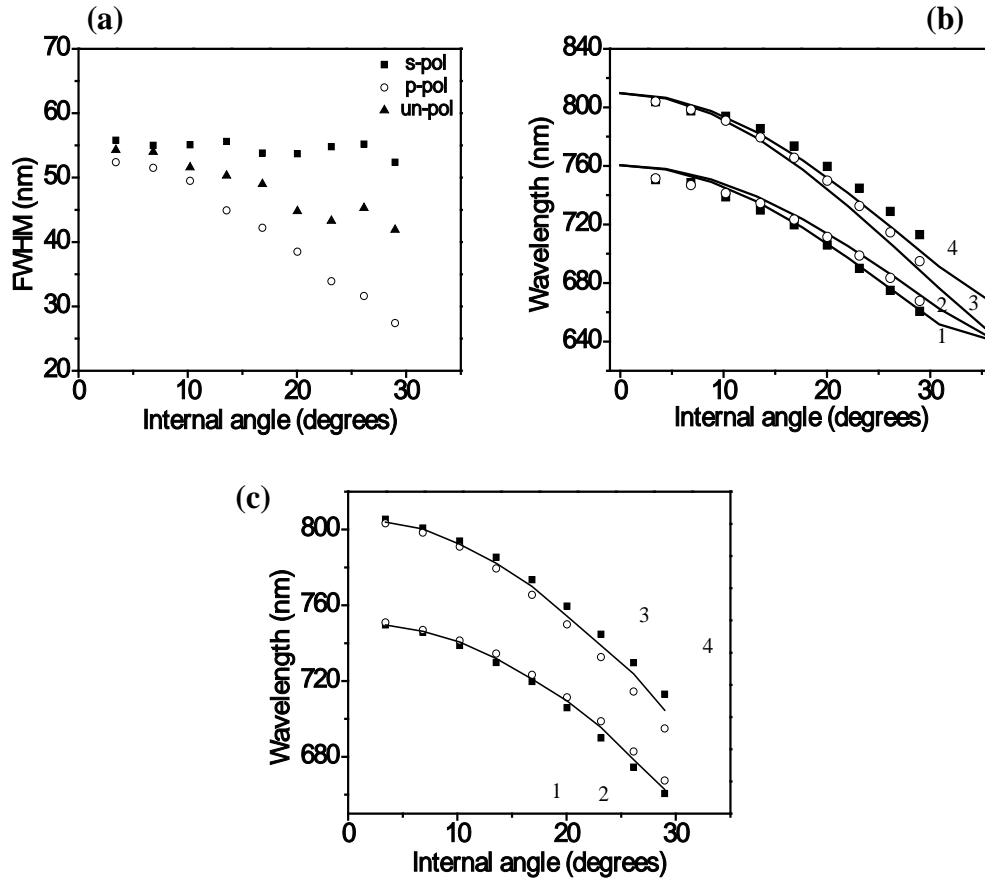 (a)
70
60
50
40
30
20
FWHM (nm)
s-pol
p-pol
un-pol
0 10 20 30
Internal angle (degrees)
(b)
840
800
760
720
680
640
Wavelength (nm)
4
3
2
1
0 10 20 30
Internal angle (degrees)
(c)
800
760
720
680
Wavelength (nm)
3
4
1 2
0 10 20 30
Internal angle (degrees)